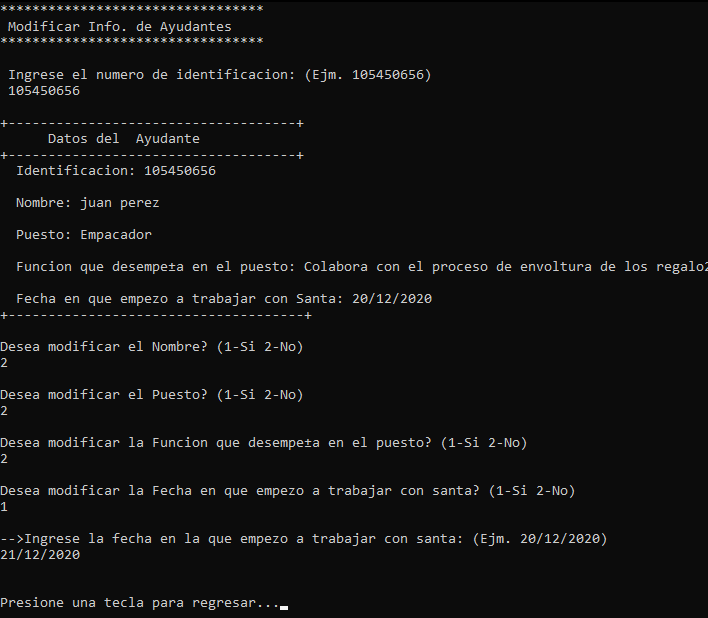 *********************************
Modificar Info. de Ayudantes
*********************************
Ingrese el numero de identificacion: (Ejm. 105450656)
105450656
+------------------------------------+
Datos del  Ayudante
+------------------------------------+
Identificacion: 105450656
Nombre: juan perez
Puesto: Empacador
Funcion que desempe±a en el puesto: Colabora con el proceso de envoltura de los regalo2
Fecha en que empezo a trabajar con Santa: 20/12/2020
+-------------------------------------+
Desea modificar el Nombre? (1-Si 2-No)
2
Desea modificar el Puesto? (1-Si 2-No)
2
Desea modificar la Funcion que desempe±a en el puesto? (1-Si 2-No)
2
Desea modificar la Fecha en que empezo a trabajar con santa? (1-Si 2-No)
1
-->Ingrese la fecha en la que empezo a trabajar con santa: (Ejm. 20/12/2020)
21/12/2020
Presione una tecla para regresar...